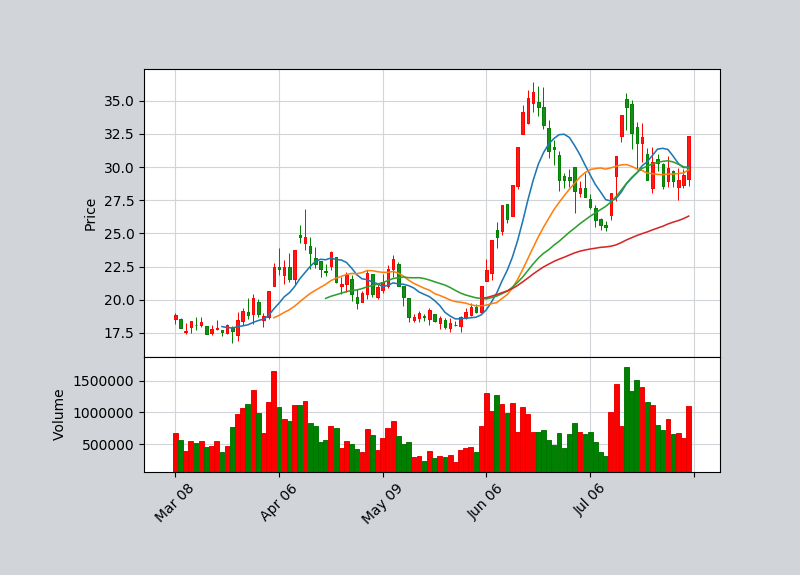 Price
35.0
32.5
30.0
27.5
25.0
22.5
20.0
17.5
Volume
1500000
1000000
500000
Mar 08
Apr 06
May 09
Jun 06
Jul 06